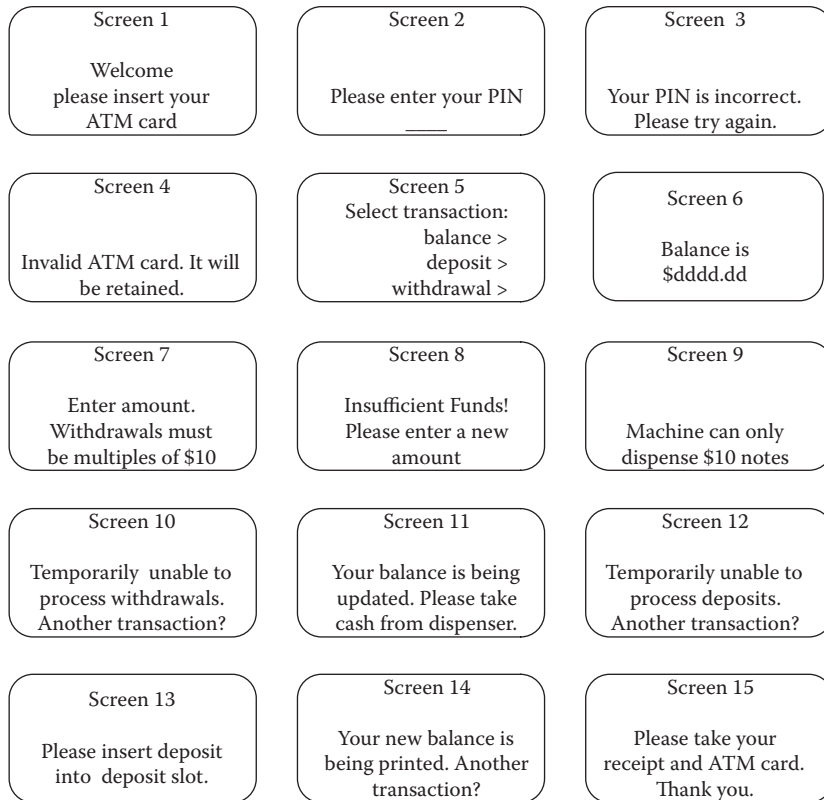 Screen 1
Welcome
please insert your
ATM card
Screen 2
Please enter your PIN
____
Screen 3
Your PIN is incorrect.
Please try again.
Screen 4
Invalid ATM card. It will
be retained.
Screen 5
Select transaction:
balance >
deposit >
withdrawal >
Screen 6
Balance is
$dddd.dd
Screen 7
Enter amount.
Withdrawals must
be multiples of $10
Screen 8
Insufficient Funds!
Please enter a new
amount
Screen 9
Machine can only
dispense $10 notes
Screen 10
Temporarily unable to
process withdrawals.
Another transaction?
Screen 11
Your balance is being
updated. Please take
cash from dispenser.
Screen 12
Temporarily unable to
process deposits.
Another transaction?
Screen 13
Please insert deposit
into deposit slot.
Screen 14
Your new balance is
being printed. Another
transaction?
Screen 15
Please take your
receipt and ATM card.
Thank you.